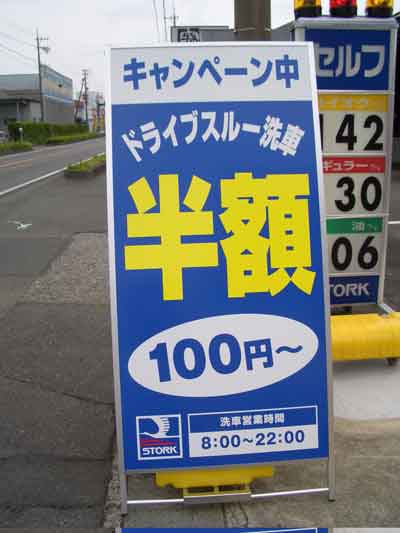 キャンペーン中
ドライブスルー洗車
半額
100円〜
STORK
洗車営業時間
8:00〜22:00
セルフ
42
30
06
STORK